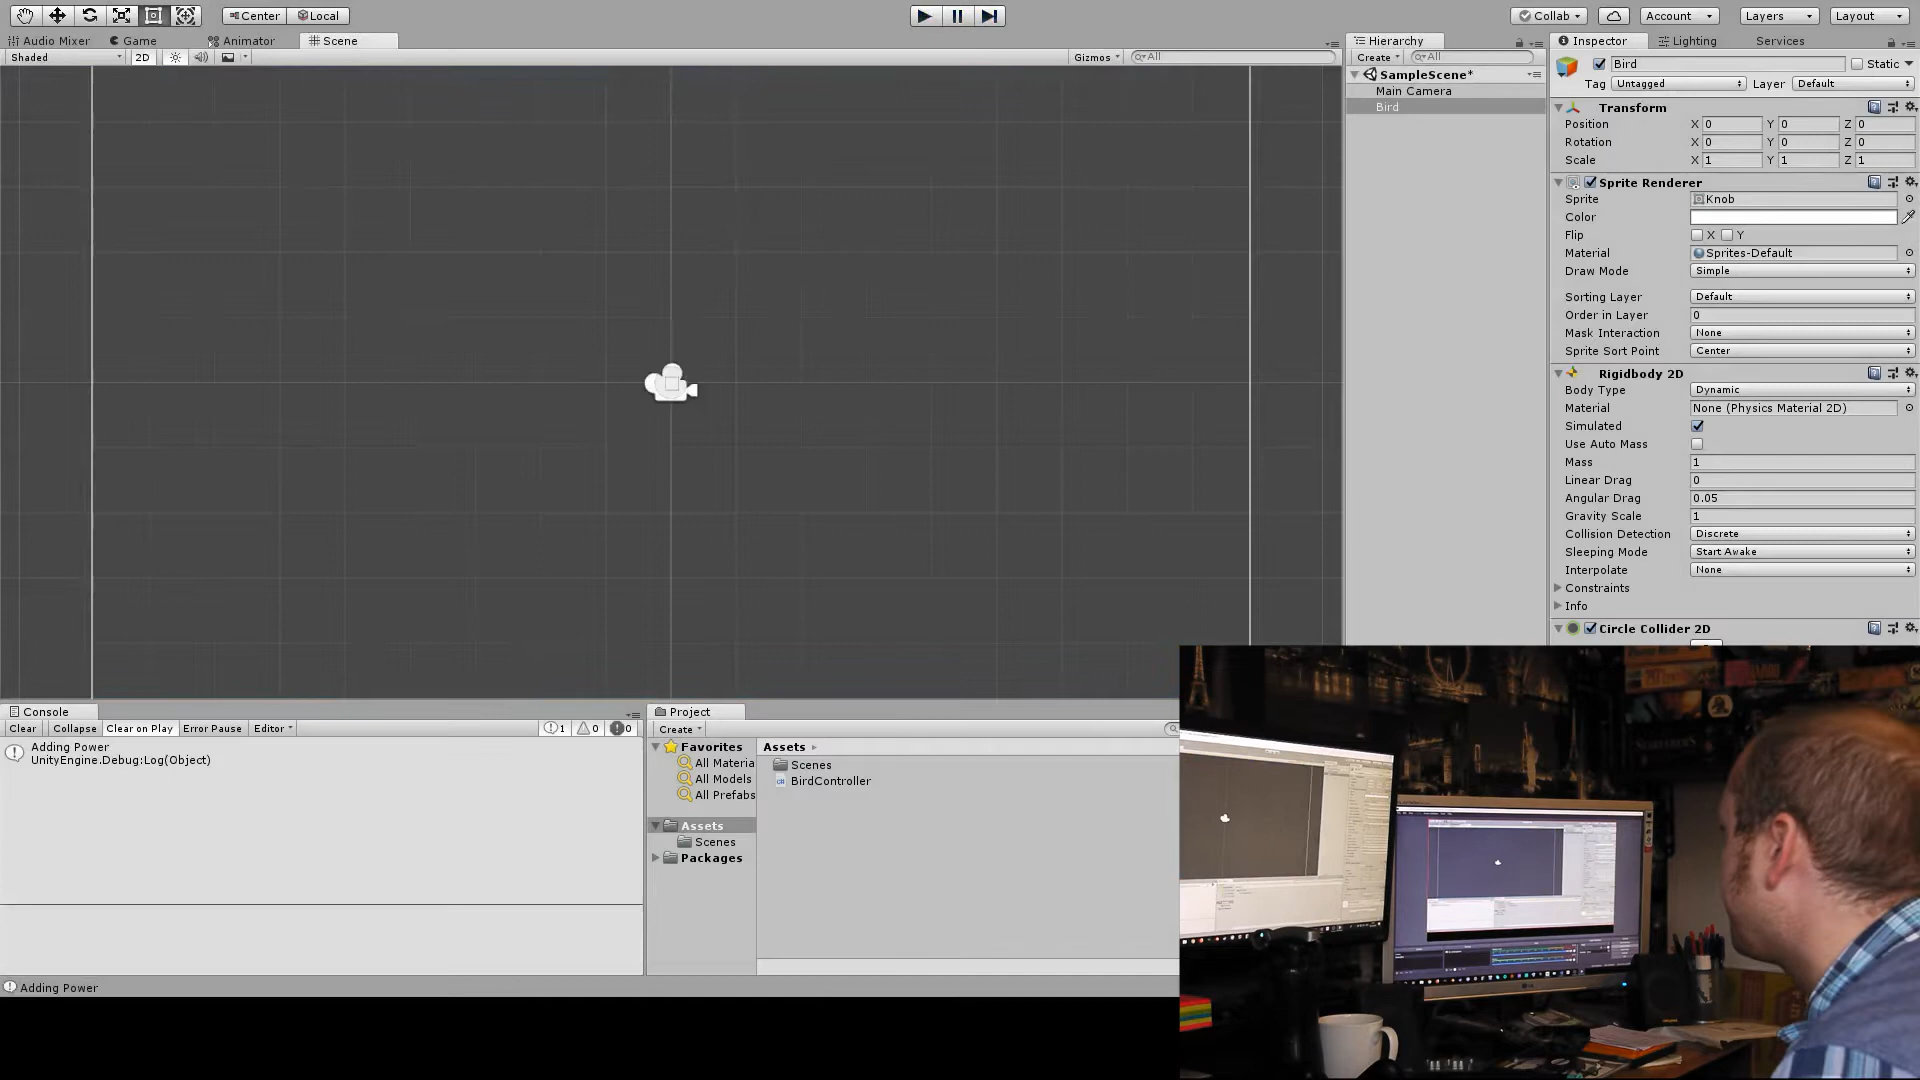 Center Local
Collab Account Layers Layout
Audio Mixer Game Animator Scene
Shaded 2D Gizmos All
Hierarchy
Create All
SampleScene*
Main Camera
Bird
Inspector Lighting Services
Bird Static
Tag Untagged Layer Default
Transform
Position X 0 Y 0 Z 0
Rotation X 0 Y 0 Z 0
Scale X 1 Y 1 Z 1
Sprite Renderer
Sprite Knob
Color
Flip X Y
Material Sprites-Default
Draw Mode Simple
Sorting Layer Default
Order in Layer 0
Mask Interaction None
Sprite Sort Point Center
Rigidbody 2D
Body Type Dynamic
Material None (Physics Material 2D)
Simulated
Use Auto Mass
Mass 1
Linear Drag 0
Angular Drag 0.05
Gravity Scale 1
Collision Detection Discrete
Sleeping Mode Start Awake
Interpolate None
Constraints
Info
Circle Collider 2D
Console
Clear Collapse Clear on Play Error Pause Editor 1 0 0
Adding Power
UnityEngine.Debug:Log(Object)
Project
Create
Favorites
All Materia
All Models
All Prefabs
Assets
Scenes
Packages
Assets
Scenes
BirdController
Adding Power